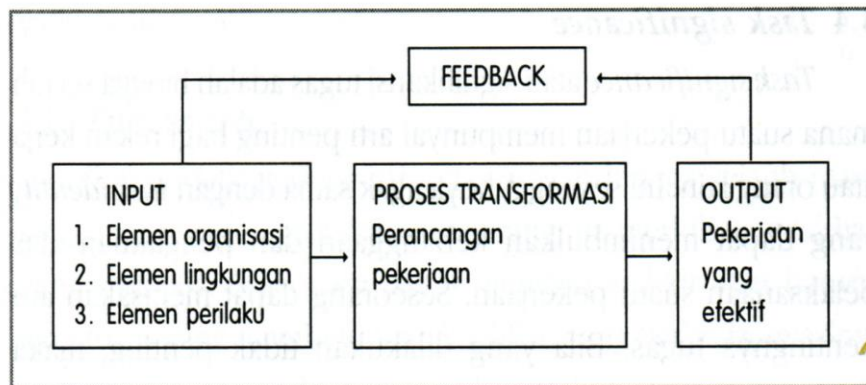 FEEDBACK
INPUT
1. Elemen organisasi
2. Elemen lingkungan
3. Elemen perilaku
PROSES TRANSFORMASI
Perancangan
pekerjaan
OUTPUT
Pekerjaan
yang
efektif